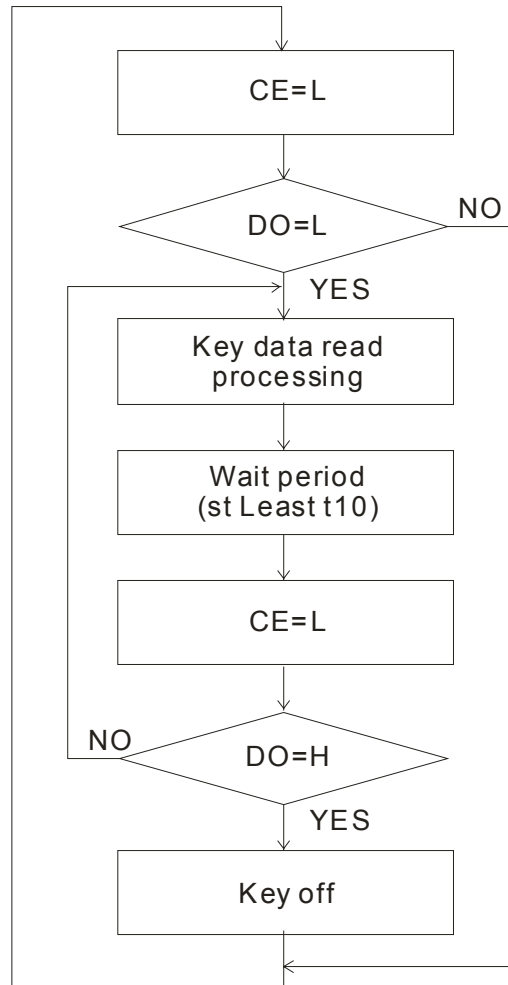 CE=L
DO=L
NO
YES
Key data read
processing
Wait period
(st Least t10)
CE=L
NO
DO=H
YES
Key off